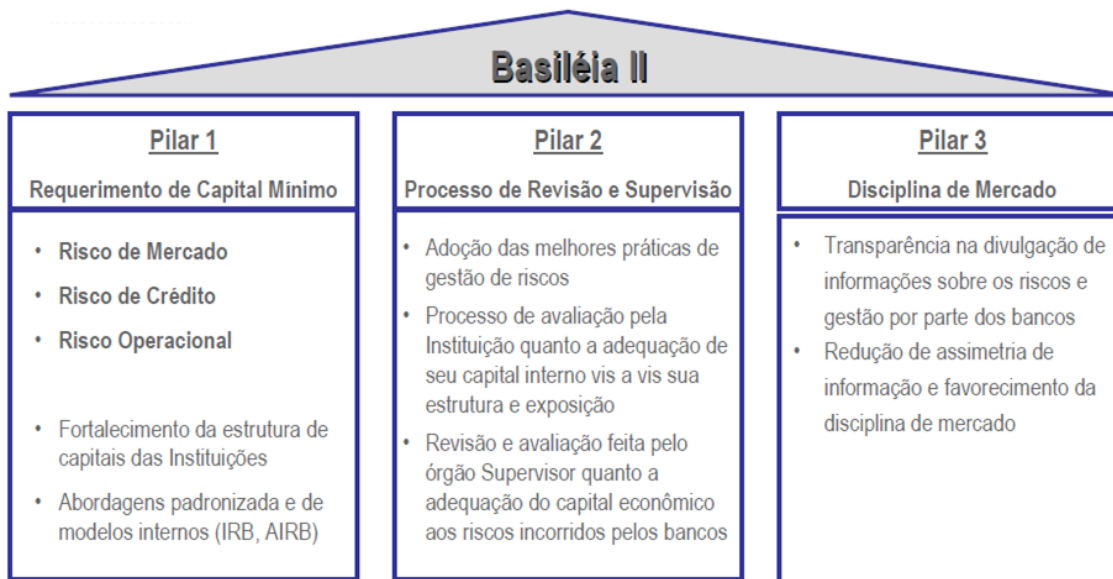 Basiléia II
Pilar 1
Requerimento de Capital Mínimo
• Risco de Mercado
• Risco de Crédito
• Risco Operacional
• Fortalecimento da estrutura de
capitais das Instituições
• Abordagens padronizada e de
modelos internos (IRB, AIRB)
Pilar 2
Processo de Revisão e Supervisão
• Adoção das melhores práticas de
gestão de riscos
• Processo de avaliação pela
Instituição quanto a adequação de
seu capital interno vis a vis sua
estrutura e exposição
• Revisão e avaliação feita pelo
órgão Supervisor quanto a
adequação do capital econômico
aos riscos incorridos pelos bancos
Pilar 3
Disciplina de Mercado
• Transparência na divulgação de
informações sobre os riscos e
gestão por parte dos bancos
• Redução de assimetria de
informação e favorecimento da
disciplina de mercado